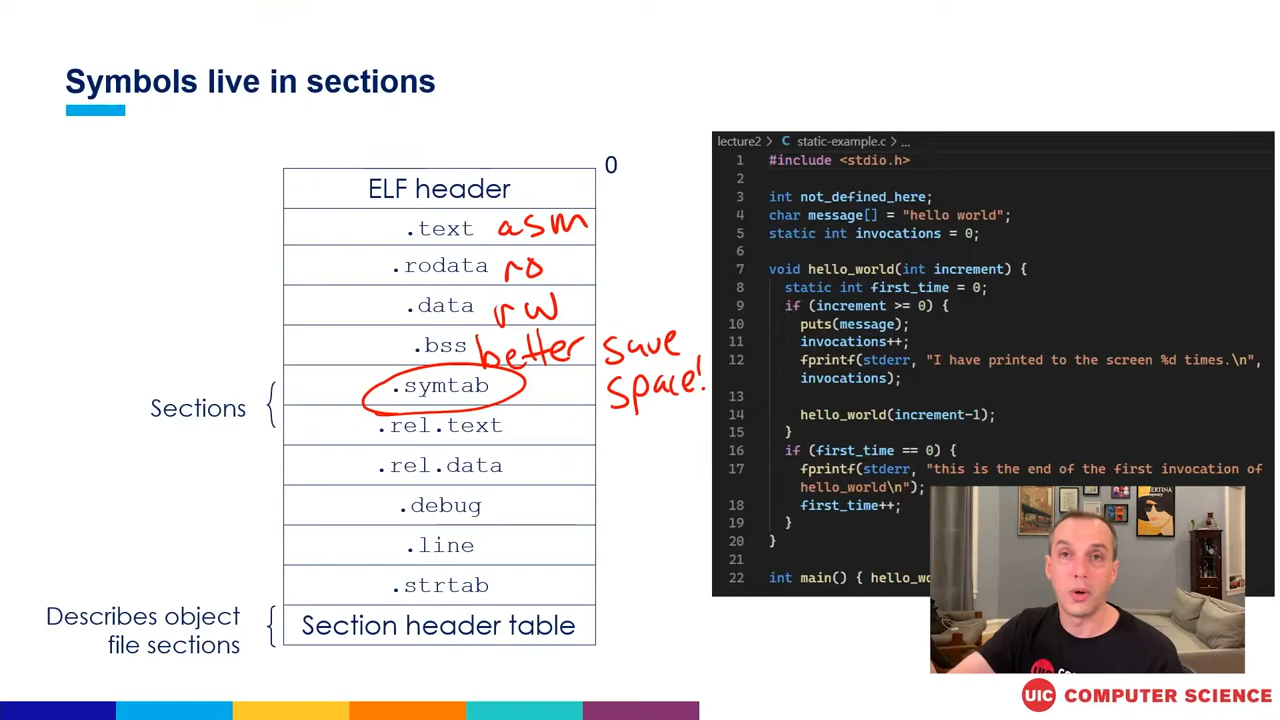 Symbols live in sections
0
ELF header
.text asm
.rodata ro
.data rw
.bss better save
space!
.symtab
Sections
.rel.text
.rel.data
.debug
.line
.strtab
Describes object
file sections
Section header table
lecture2 > C static-example.c > ...
1 #include <stdio.h>
2
3 int not_defined_here;
4 char message[] = "hello world";
5 static int invocations = 0;
6
7 void hello_world(int increment) {
8 static int first_time = 0;
9 if (increment >= 0) {
10 puts(message);
11 invocations++;
12 fprintf(stderr, "I have printed to the screen %d times.\n",
invocations);
13
14 hello_world(increment-1);
15 }
16 if (first_time == 0) {
17 fprintf(stderr, "this is the end of the first invocation of
hello_world\n");
18 first_time++;
19 }
20 }
21
22 int main() { hello_wo
UIC COMPUTER SCIENCE